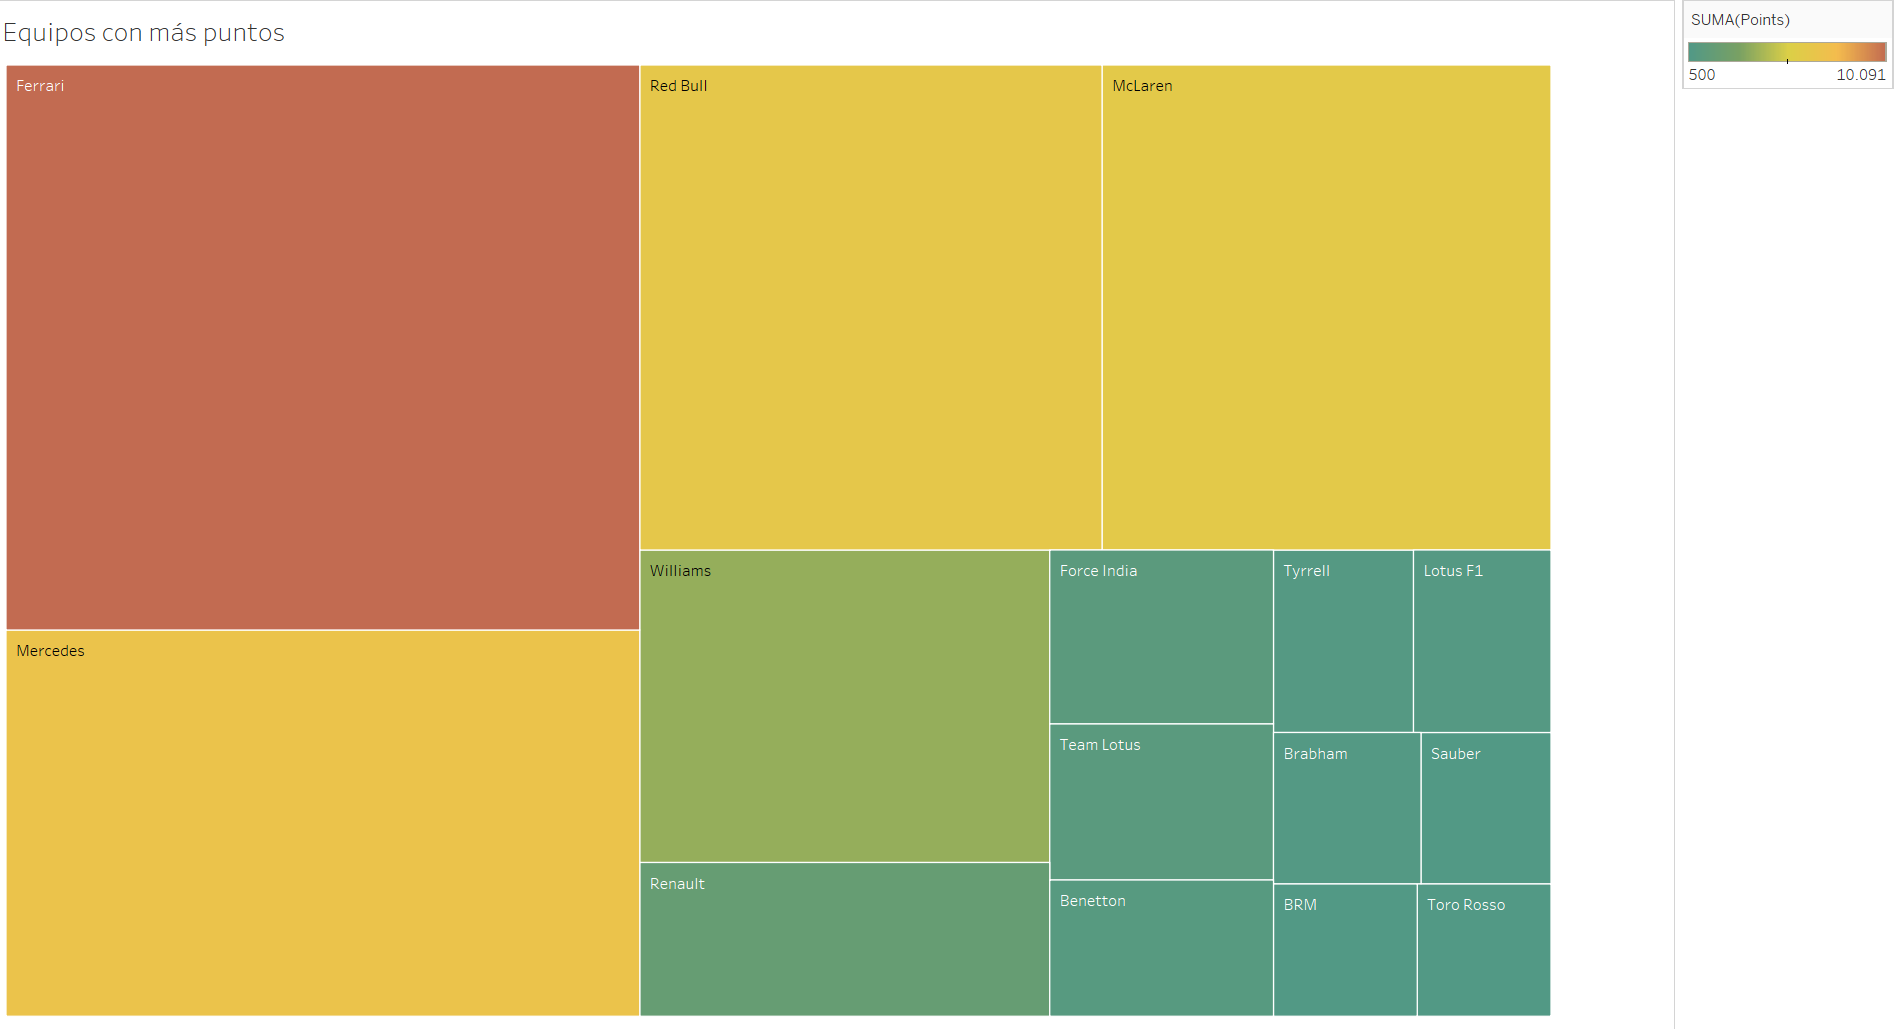 Equipos con más puntos
Ferrari
Red Bull
McLaren
Mercedes
Williams
Renault
Force India
Team Lotus
Benetton
Tyrrell
Lotus F1
Brabham
Sauber
BRM
Toro Rosso
SUMA(Points)
500 10.091